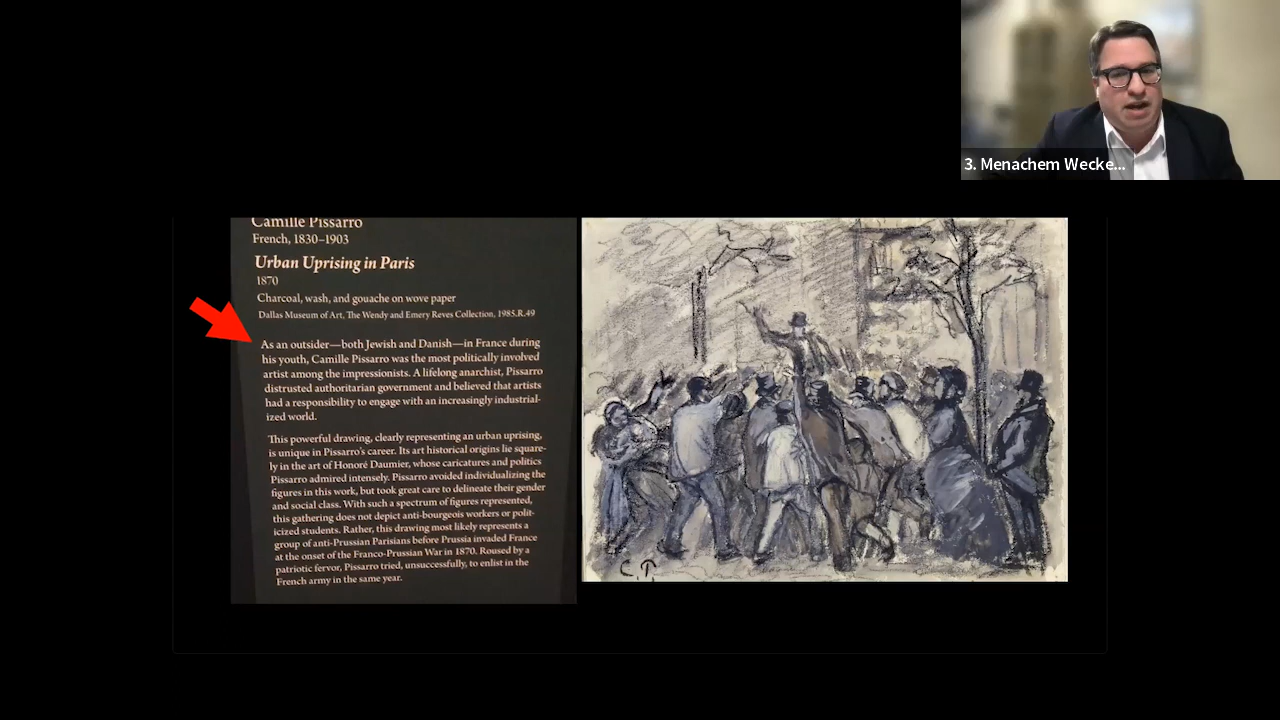 3. Menachem Wecke...
Camille Pissarro
French, 1830–1903
Urban Uprising in Paris
1870
Charcoal, wash, and gouache on wove paper
Dallas Museum of Art, The Wendy and Emery Reves Collection, 1985.R.49
As an outsider—both Jewish and Danish—in France during
his youth, Camille Pissarro was the most politically involved
artist among the impressionists. A lifelong anarchist, Pissarro
distrusted authoritarian government and believed that artists
had a responsibility to engage with an increasingly industrial-
ized world.
This powerful drawing, clearly representing an urban uprising,
is unique in Pissarro's career. Its art historical origins lie square-
ly in the art of Honoré Daumier, whose caricatures and politics
Pissarro admired intensely. Pissarro avoided individualizing the
figures in this work, but took great care to delineate their gender
and social class. With such a spectrum of figures represented,
this gathering does not depict anti-bourgeois workers or polit-
icized students. Rather, this drawing most likely represents a
group of anti-Prussian Parisians before Prussia invaded France
at the onset of the Franco-Prussian War in 1870. Roused by a
patriotic fervor, Pissarro tried, unsuccessfully, to enlist in the
French army in the same year.
C.P.